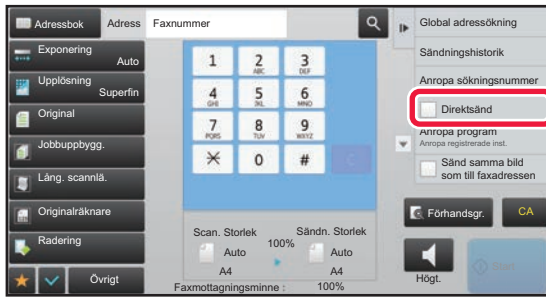 Adressbok
Adress
Faxnummer
Exponering
Auto
Upplösning
Superfin
Original
Jobbuppbygg.
Lång. scannlä.
Originalräknare
Radering
Övrigt
1
2
ABC
3
DEF
4
GHI
5
JKL
6
MNO
7
PQRS
8
TUV
9
WXYZ
0
#
C
Scan. Storlek
Sändn. Storlek
100%
Auto
Auto
A4
A4
Faxmottagningsminne :
100%
Global adressökning
Sändningshistorik
Anropa sökningsnummer
Direktsänd
Anropa program
Anropa registrerade inst.
Sänd samma bild
som till faxadressen
Förhandsgr.
CA
Högt.
Start